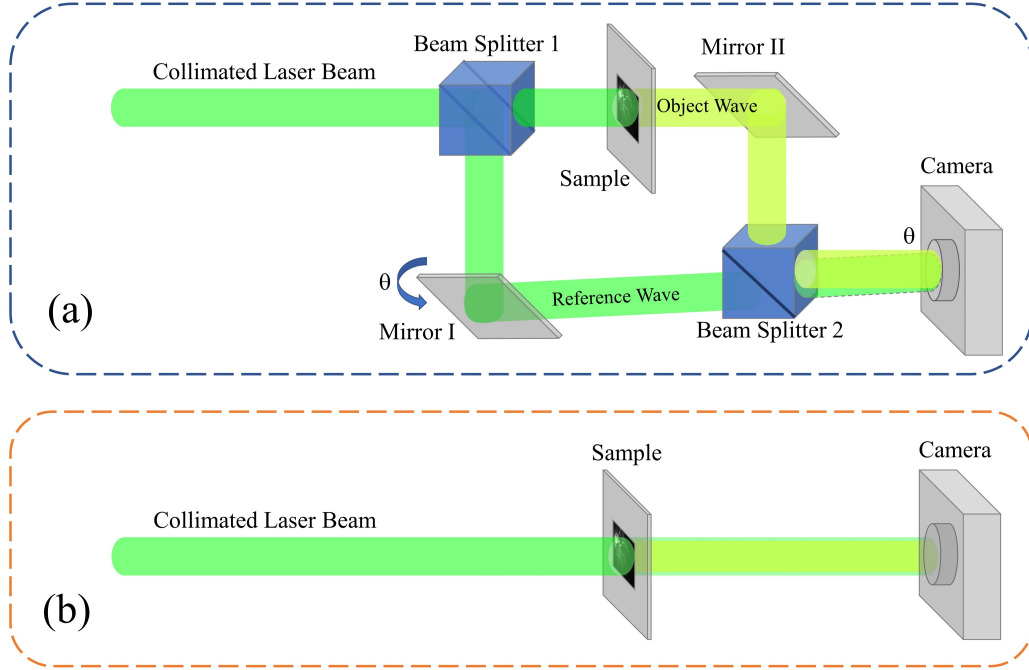 Beam Splitter 1
Mirror II
Collimated Laser Beam
Object Wave
Sample
Camera
θ
θ
Reference Wave
(a)
Mirror I
Beam Splitter 2
Sample
Camera
Collimated Laser Beam
(b)